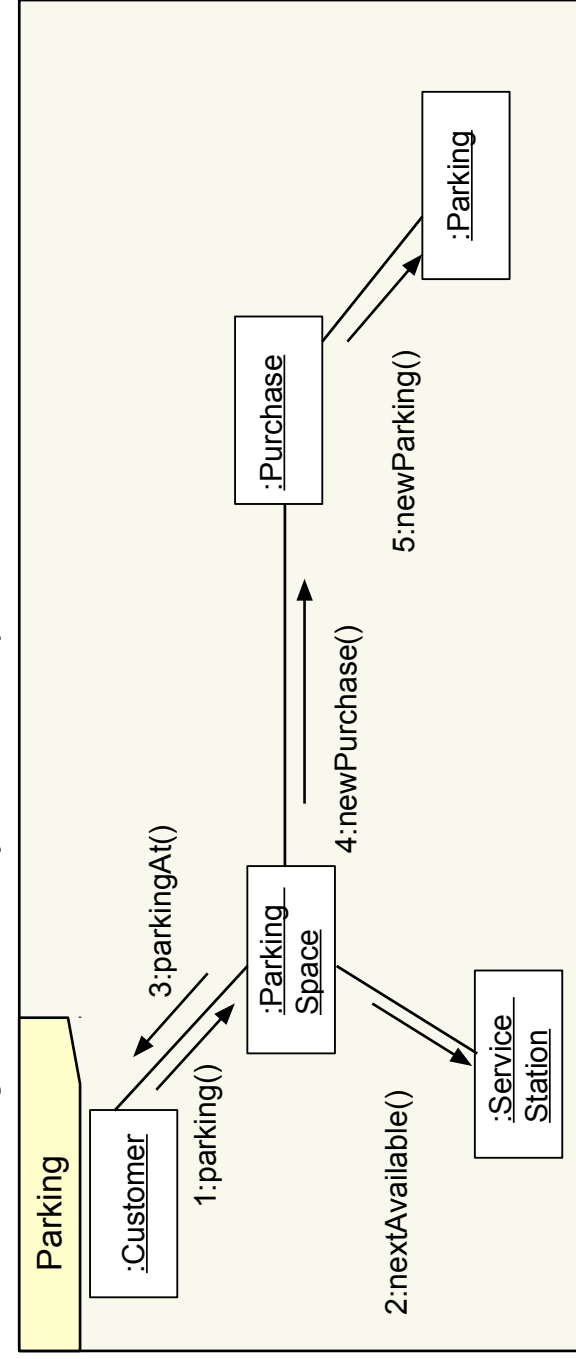 Parking
:Customer
3:parkingAt()
1:parking()
:Parking
Space
2:nextAvailable()
:Service
Station
4:newPurchase()
:Purchase
5:newParking()
:Parking